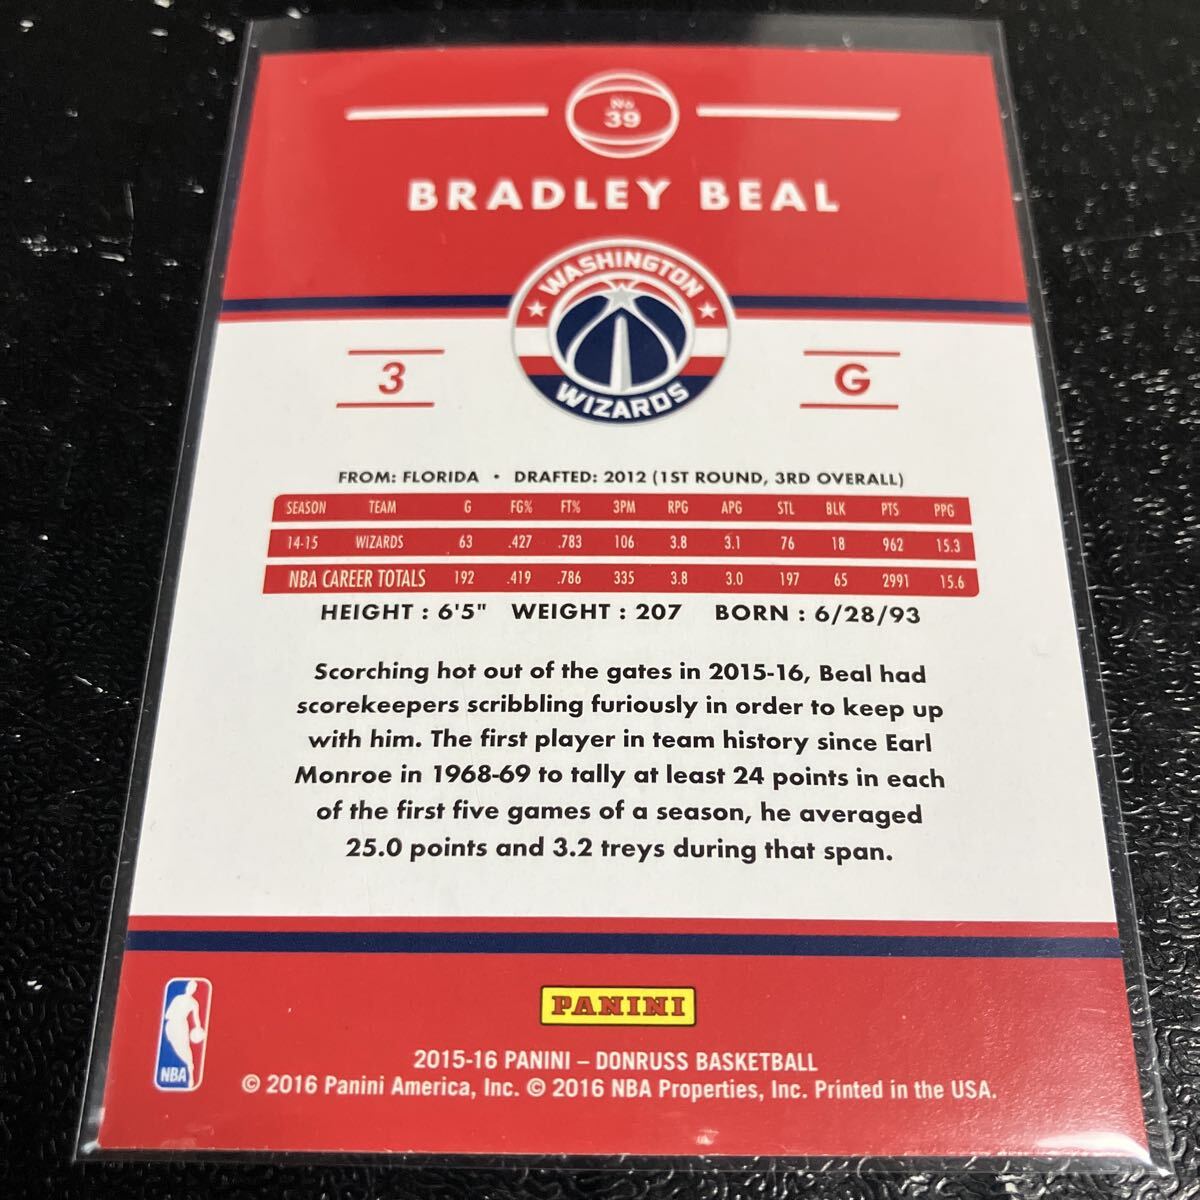 No
39
BRADLEY BEAL
WASHINGTON
WIZARDS
3
G
FROM: FLORIDA • DRAFTED: 2012 (1ST ROUND, 3RD OVERALL)
SEASON TEAM G FG% FT% 3PM RPG APG STL BLK PTS PPG
14-15 WIZARDS 63 .427 .783 106 3.8 3.1 76 18 962 15.3
NBA CAREER TOTALS 192 .419 .786 335 3.8 3.0 197 65 2991 15.6
HEIGHT : 6'5" WEIGHT : 207 BORN : 6/28/93
Scorching hot out of the gates in 2015-16, Beal had
scorekeepers scribbling furiously in order to keep up
with him. The first player in team history since Earl
Monroe in 1968-69 to tally at least 24 points in each
of the first five games of a season, he averaged
25.0 points and 3.2 treys during that span.
NBA
PANINI
2015-16 PANINI – DONRUSS BASKETBALL
© 2016 Panini America, Inc. © 2016 NBA Properties, Inc. Printed in the USA.